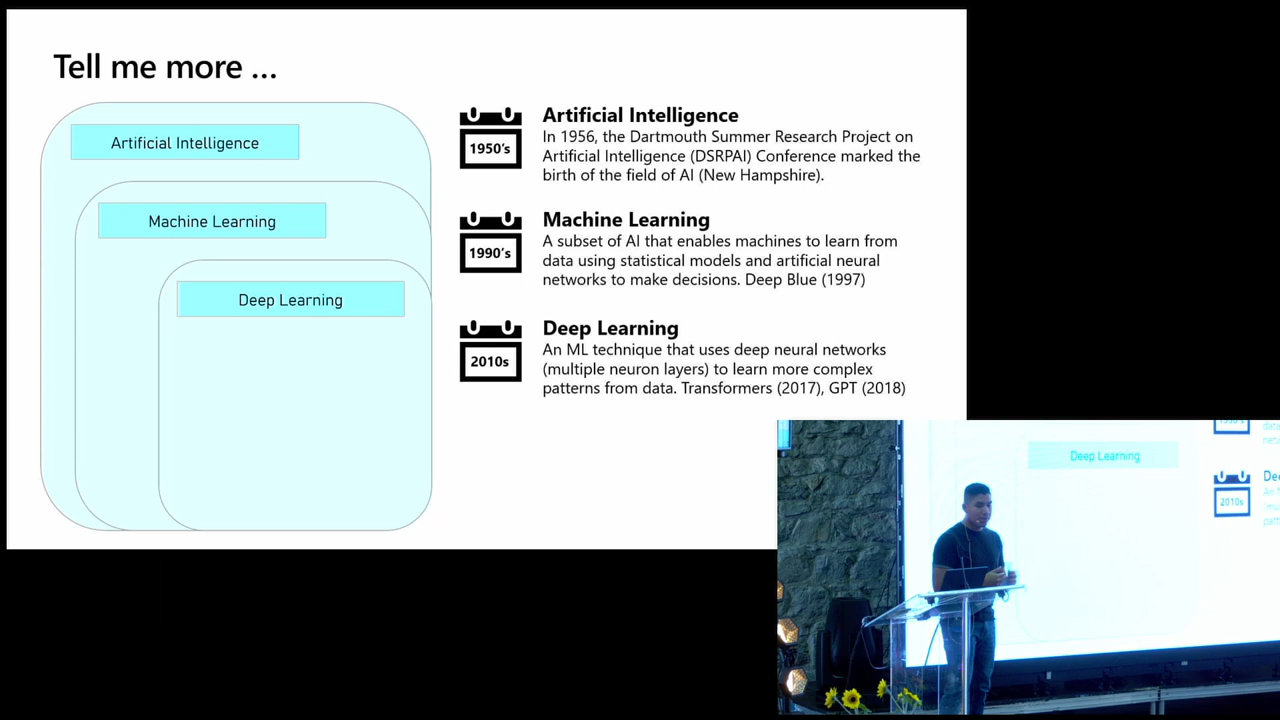 Tell me more ...
Artificial Intelligence
Machine Learning
Deep Learning
1950's
Artificial Intelligence
In 1956, the Dartmouth Summer Research Project on
Artificial Intelligence (DSRPAI) Conference marked the
birth of the field of AI (New Hampshire).
1990's
Machine Learning
A subset of AI that enables machines to learn from
data using statistical models and artificial neural
networks to make decisions. Deep Blue (1997)
2010s
Deep Learning
An ML technique that uses deep neural networks
(multiple neuron layers) to learn more complex
patterns from data. Transformers (2017), GPT (2018)
Deep Learning
2010s